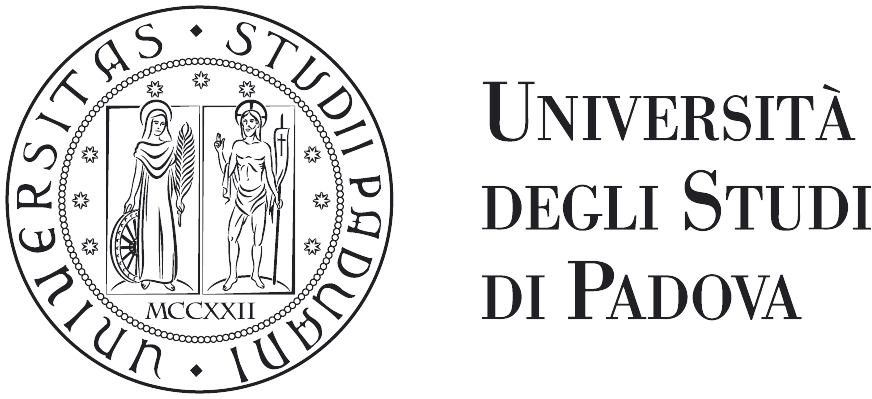 UNIVERSITAS STUDII PADUANI
MCCXXII
UNIVERSITÀ
DEGLI STUDI
DI PADOVA